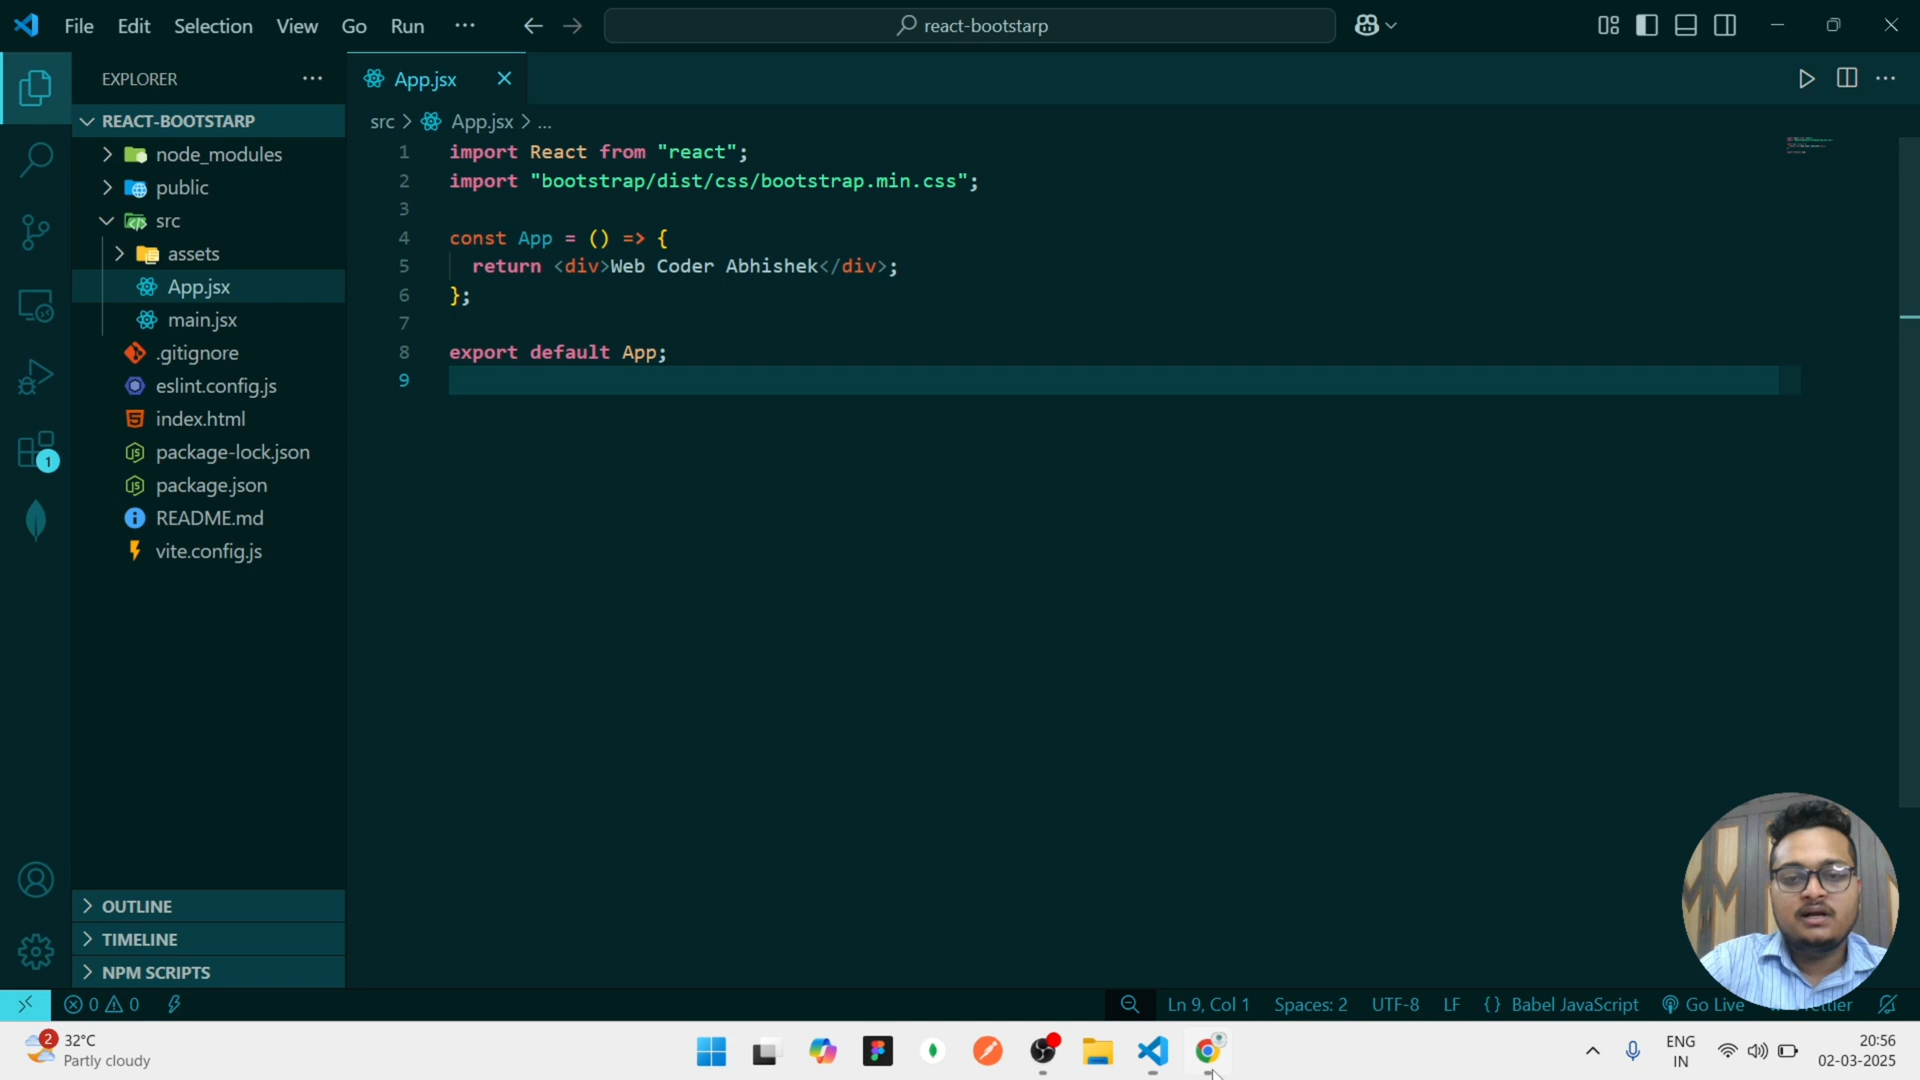 File Edit Selection View Go Run ··· react-bootstarp
EXPLORER ···
REACT-BOOTSTARP
node_modules
public
src
assets
App.jsx
main.jsx
.gitignore
eslint.config.js
index.html
package-lock.json
package.json
README.md
vite.config.js
OUTLINE
TIMELINE
NPM SCRIPTS
1
App.jsx
src > App.jsx > ...
1 import React from "react";
2 import "bootstrap/dist/css/bootstrap.min.css";
3
4 const App = () => {
5 return <div>Web Coder Abhishek</div>;
6 };
7
8 export default App;
9
0 0 Ln 9, Col 1 Spaces: 2 UTF-8 LF {} Babel JavaScript Go Live
2
32°C
Partly cloudy
ENG
IN
20:56
02-03-2025